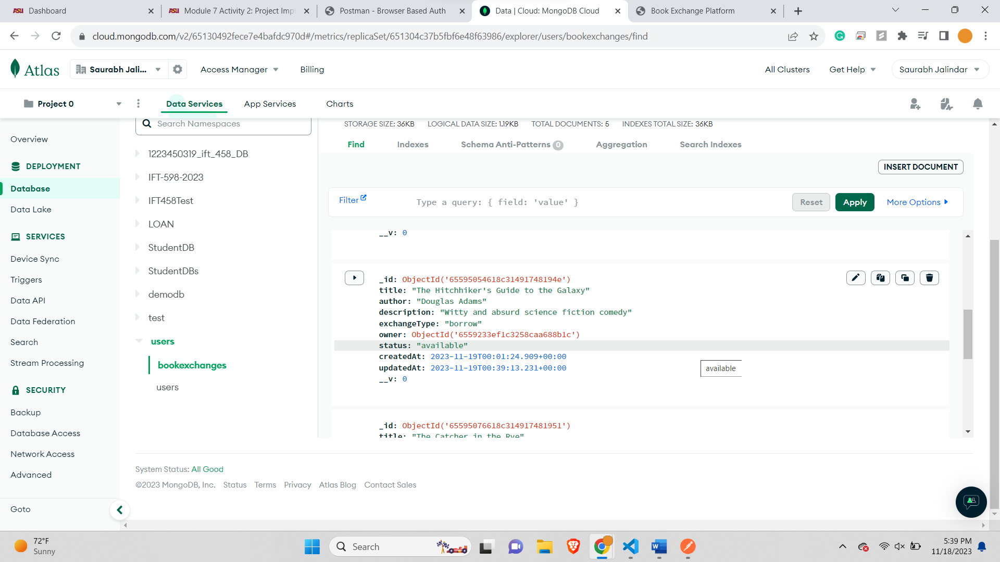 Dashboard
Module 7 Activity 2: Project Impl
Postman - Browser Based Auth
Data | Cloud: MongoDB Cloud
Book Exchange Platform
cloud.mongodb.com/v2/65130492fece7e4bafdc970d#/metrics/replicaSet/651304c37b5fbf6e48f63986/explorer/users/bookexchanges/find
Atlas
Saurabh Jali...
Access Manager
Billing
All Clusters
Get Help
Saurabh Jalindar
Project 0
Data Services
App Services
Charts
Overview
DEPLOYMENT
Database
Data Lake
SERVICES
Device Sync
Triggers
Data API
Data Federation
Search
Stream Processing
SECURITY
Backup
Database Access
Network Access
Advanced
Goto
Search Namespaces
1223450319_ift_458_DB
IFT-598-2023
IFT458Test
LOAN
StudentDB
StudentDBs
demodb
test
users
bookexchanges
users
STORAGE SIZE: 36KB LOGICAL DATA SIZE: 1.19KB TOTAL DOCUMENTS: 5 INDEXES TOTAL SIZE: 36KB
Find Indexes Schema Anti-Patterns 0 Aggregation Search Indexes
INSERT DOCUMENT
Filter Type a query: { field: 'value' } Reset Apply More Options
__v: 0
_id: ObjectId('65595054618c31491748194e')
title: "The Hitchhiker's Guide to the Galaxy"
author: "Douglas Adams"
description: "Witty and absurd science fiction comedy"
exchangeType: "borrow"
owner: ObjectId('6559233ef1c3258caa688b1c')
status: "available"
createdAt: 2023-11-19T00:01:24.909+00:00
updatedAt: 2023-11-19T00:39:13.231+00:00
available
__v: 0
_id: ObjectId('65595076618c314917481951')
title: "The Catcher in the Rye"
System Status: All Good
©2023 MongoDB, Inc. Status Terms Privacy Atlas Blog Contact Sales
72°F
Sunny
Search
5:39 PM
11/18/2023